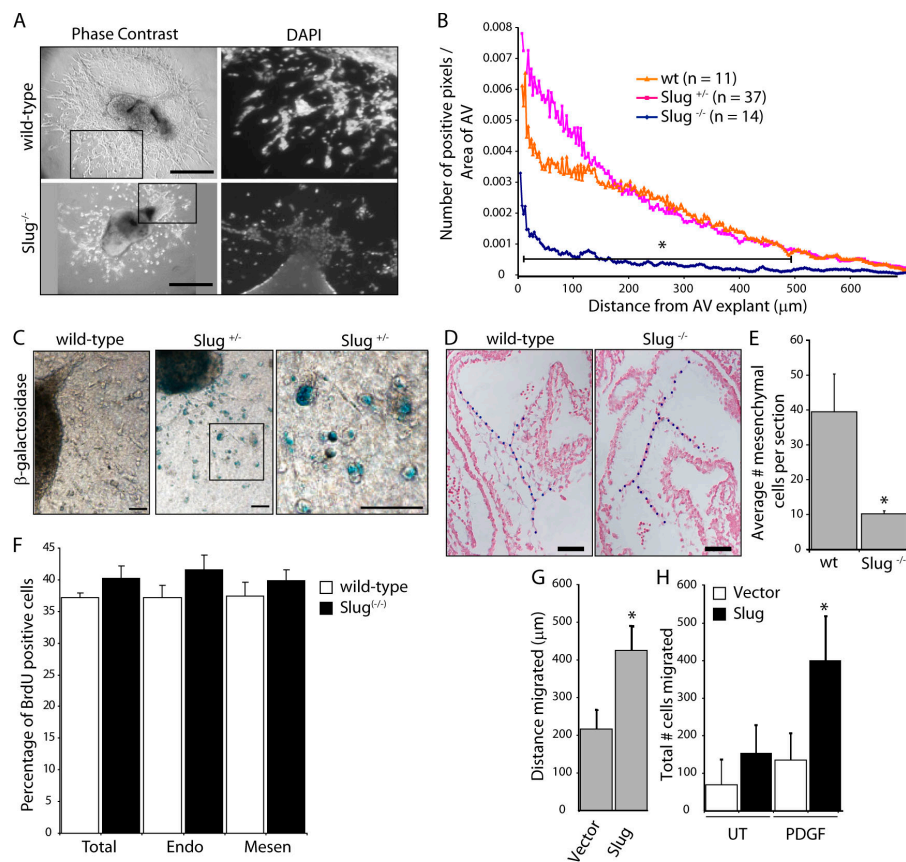 A
Phase Contrast
DAPI
wild-type
Slug-/-
B
Number of positive pixels /
Area of AV
0.008
0.007
0.006
0.005
0.004
0.003
0.002
0.001
0
wt (n = 11)
Slug +/- (n = 37)
Slug -/- (n = 14)
*
0
100
200
300
400
500
600
Distance from AV explant (μm)
C
wild-type
Slug +/-
Slug +/-
β-galactosidase
D
wild-type
Slug -/-
E
Average # mesenchymal
cells per section
60
50
40
30
20
10
0
*
wt
Slug -/-
F
Percentage of BrdU positive cells
45
40
35
30
25
20
15
10
5
0
wild-type
Slug(-/-)
Total
Endo
Mesen
G
Distance migrated (μm)
600
500
400
300
200
100
0
*
Vector
Slug
H
Total # cells migrated
600
500
400
300
200
100
0
Vector
Slug
*
UT
PDGF